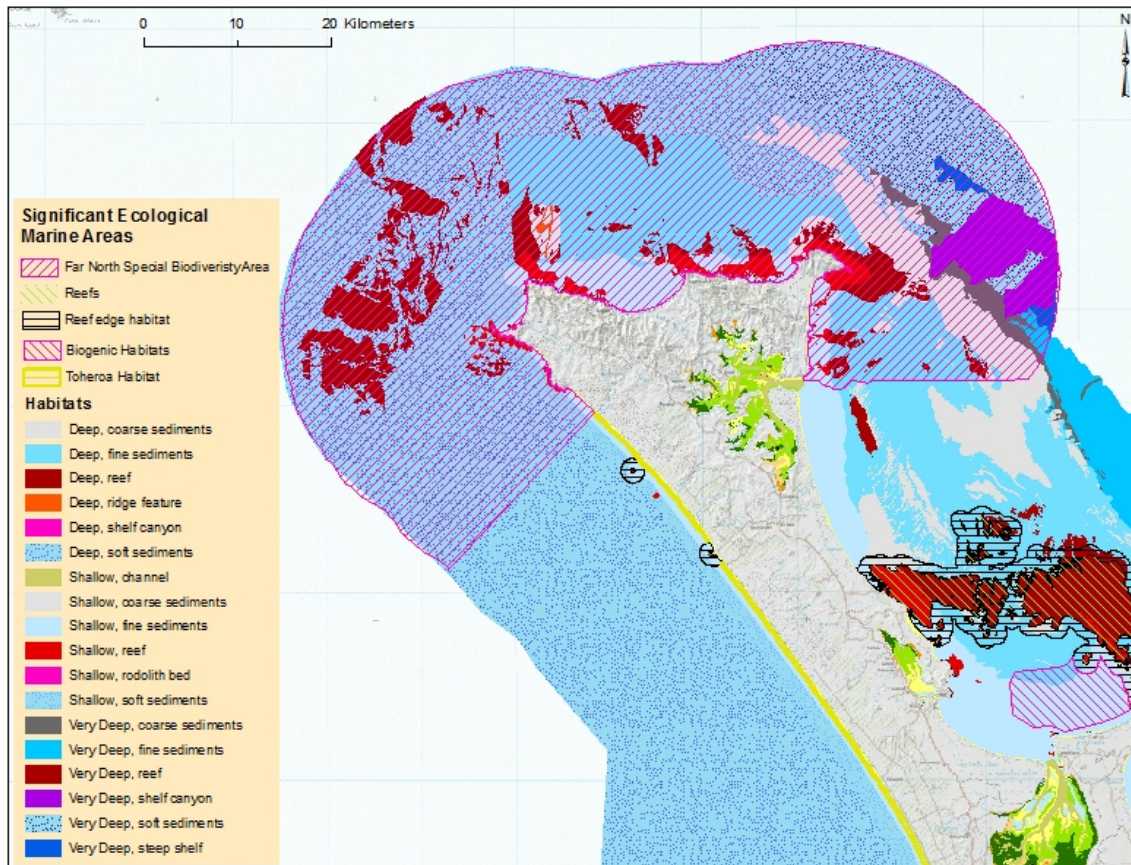 0 10 20 Kilometers
N
Significant Ecological
Marine Areas
Far North Special BiodiveristyArea
Reefs
Reef edge habitat
Biogenic Habitats
Toheroa Habitat
Habitats
Deep, coarse sediments
Deep, fine sediments
Deep, reef
Deep, ridge feature
Deep, shelf canyon
Deep, soft sediments
Shallow, channel
Shallow, coarse sediments
Shallow, fine sediments
Shallow, reef
Shallow, rodolith bed
Shallow, soft sediments
Very Deep, coarse sediments
Very Deep, fine sediments
Very Deep, reef
Very Deep, shelf canyon
Very Deep, soft sediments
Very Deep, steep shelf